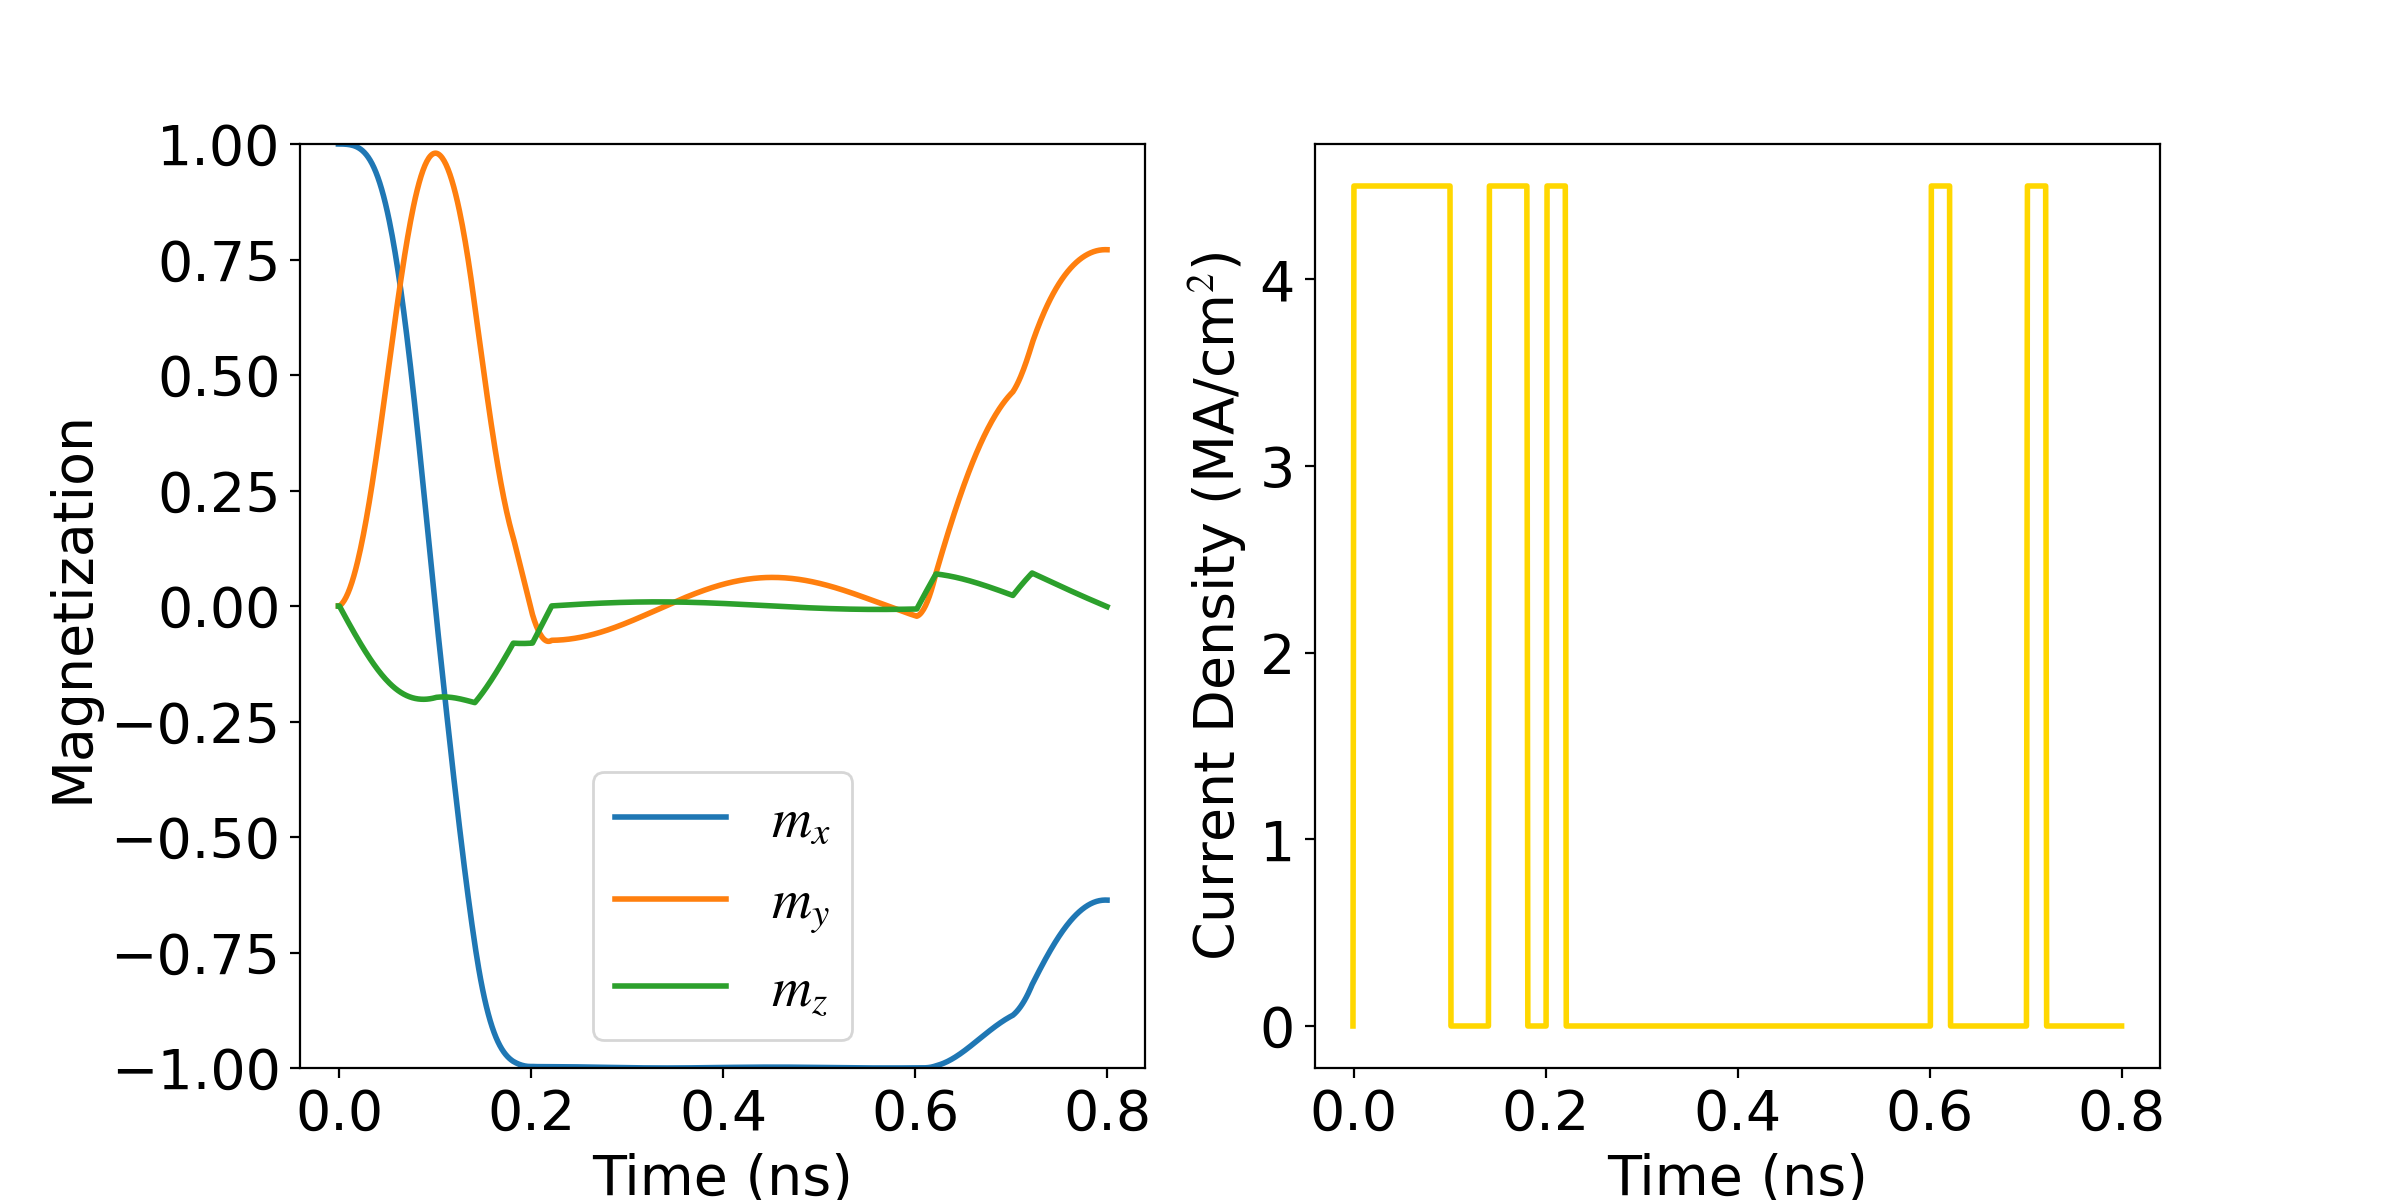 1.00
0.75
0.50
0.25
0.00
−0.25
−0.50
−0.75
−1.00
Magnetization
0.0 0.2 0.4 0.6 0.8
Time (ns)
m_x
m_y
m_z
4
3
2
1
0
Current Density (MA/cm²)
0.0 0.2 0.4 0.6 0.8
Time (ns)